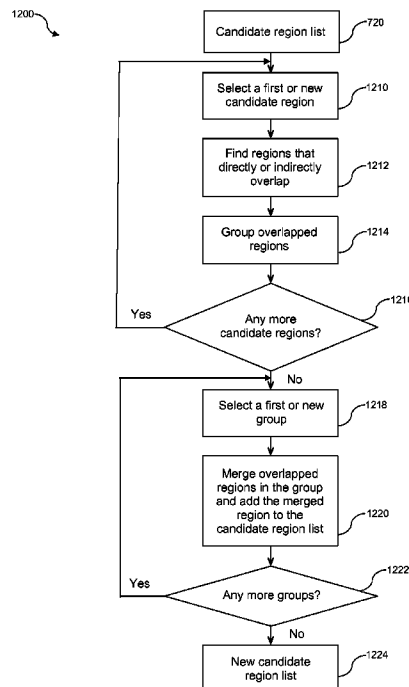 1200
Candidate region list
720
Select a first or new
candidate region
1210
Find regions that
directly or indirectly
overlap
1212
Group overlapped
regions
1214
Any more
candidate regions?
1216
Yes
No
Select a first or new
group
1218
Merge overlapped
regions in the group
and add the merged
region to the
candidate region list
1220
Any more groups?
1222
Yes
No
New candidate
region list
1224